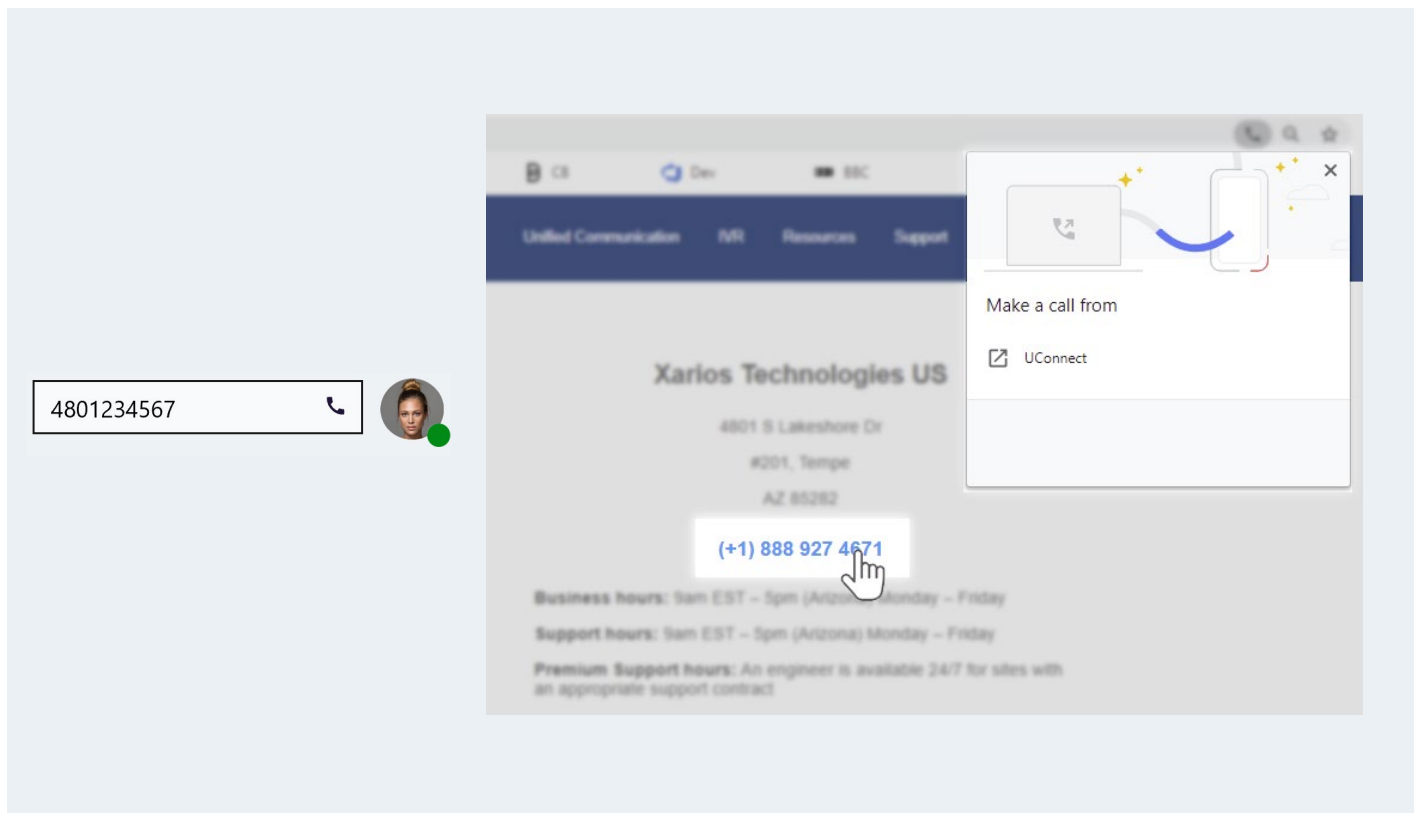 4801234567
CB
Dev
BBC
Unified Communication
IVR
Resources
Support
Make a call from
UConnect
Xarios Technologies US
4801 S Lakeshore Dr
#201, Tempe
AZ 85282
(+1) 888 927 4671
Business hours: 9am EST – 5pm (Arizona) Monday – Friday
Support hours: 9am EST – 5pm (Arizona) Monday – Friday
Premium Support hours: An engineer is available 24/7 for sites with
an appropriate support contract